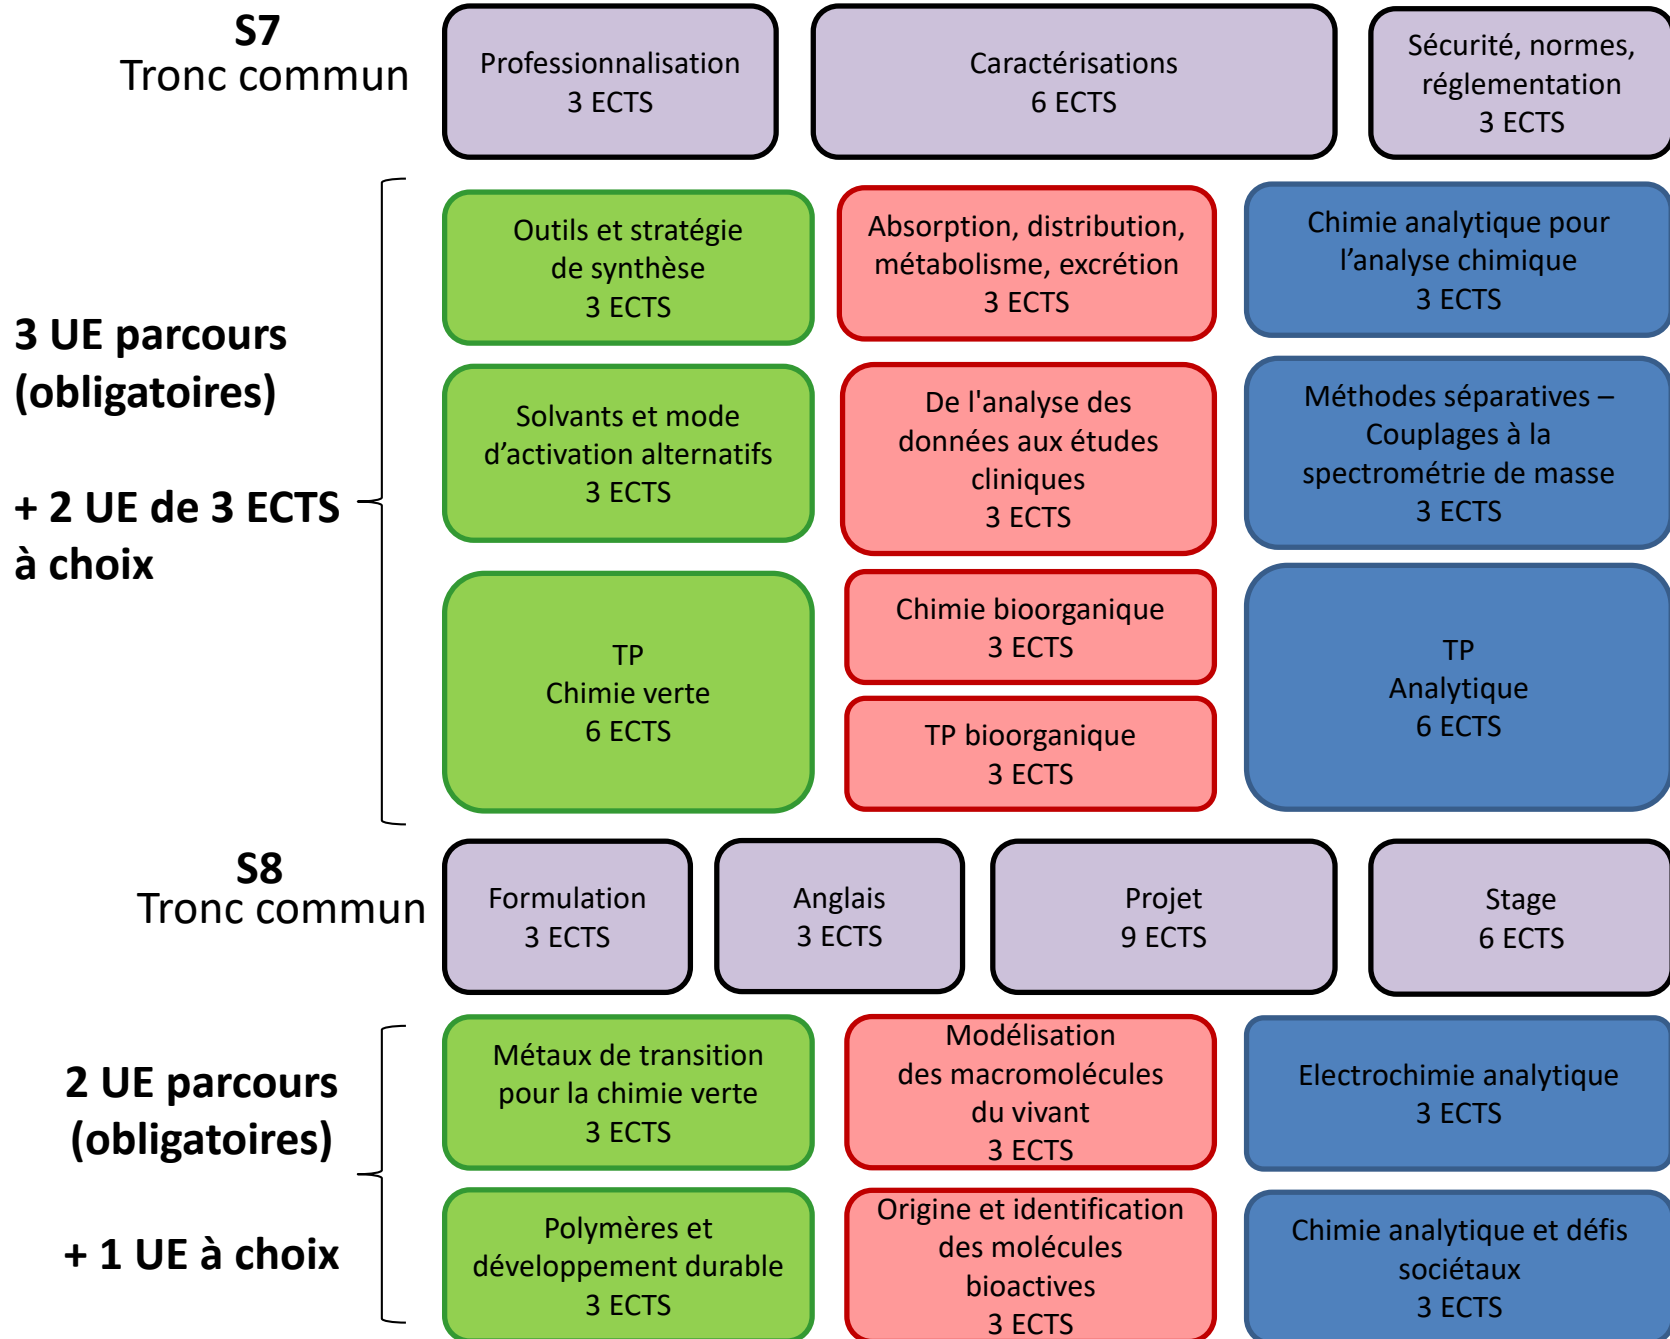 S7
Tronc commun
Professionnalisation
3 ECTS
Caractérisations
6 ECTS
Sécurité, normes,
réglementation
3 ECTS
3 UE parcours
(obligatoires)
+ 2 UE de 3 ECTS
à choix
Outils et stratégie
de synthèse
3 ECTS
Absorption, distribution,
métabolisme, excrétion
3 ECTS
Chimie analytique pour
l’analyse chimique
3 ECTS
Solvants et mode
d’activation alternatifs
3 ECTS
De l'analyse des
données aux études
cliniques
3 ECTS
Méthodes séparatives –
Couplages à la
spectrométrie de masse
3 ECTS
TP
Chimie verte
6 ECTS
Chimie bioorganique
3 ECTS
TP bioorganique
3 ECTS
TP
Analytique
6 ECTS
S8
Tronc commun
Formulation
3 ECTS
Anglais
3 ECTS
Projet
9 ECTS
Stage
6 ECTS
2 UE parcours
(obligatoires)
+ 1 UE à choix
Métaux de transition
pour la chimie verte
3 ECTS
Modélisation
des macromolécules
du vivant
3 ECTS
Electrochimie analytique
3 ECTS
Polymères et
développement durable
3 ECTS
Origine et identification
des molécules
bioactives
3 ECTS
Chimie analytique et défis
sociétaux
3 ECTS